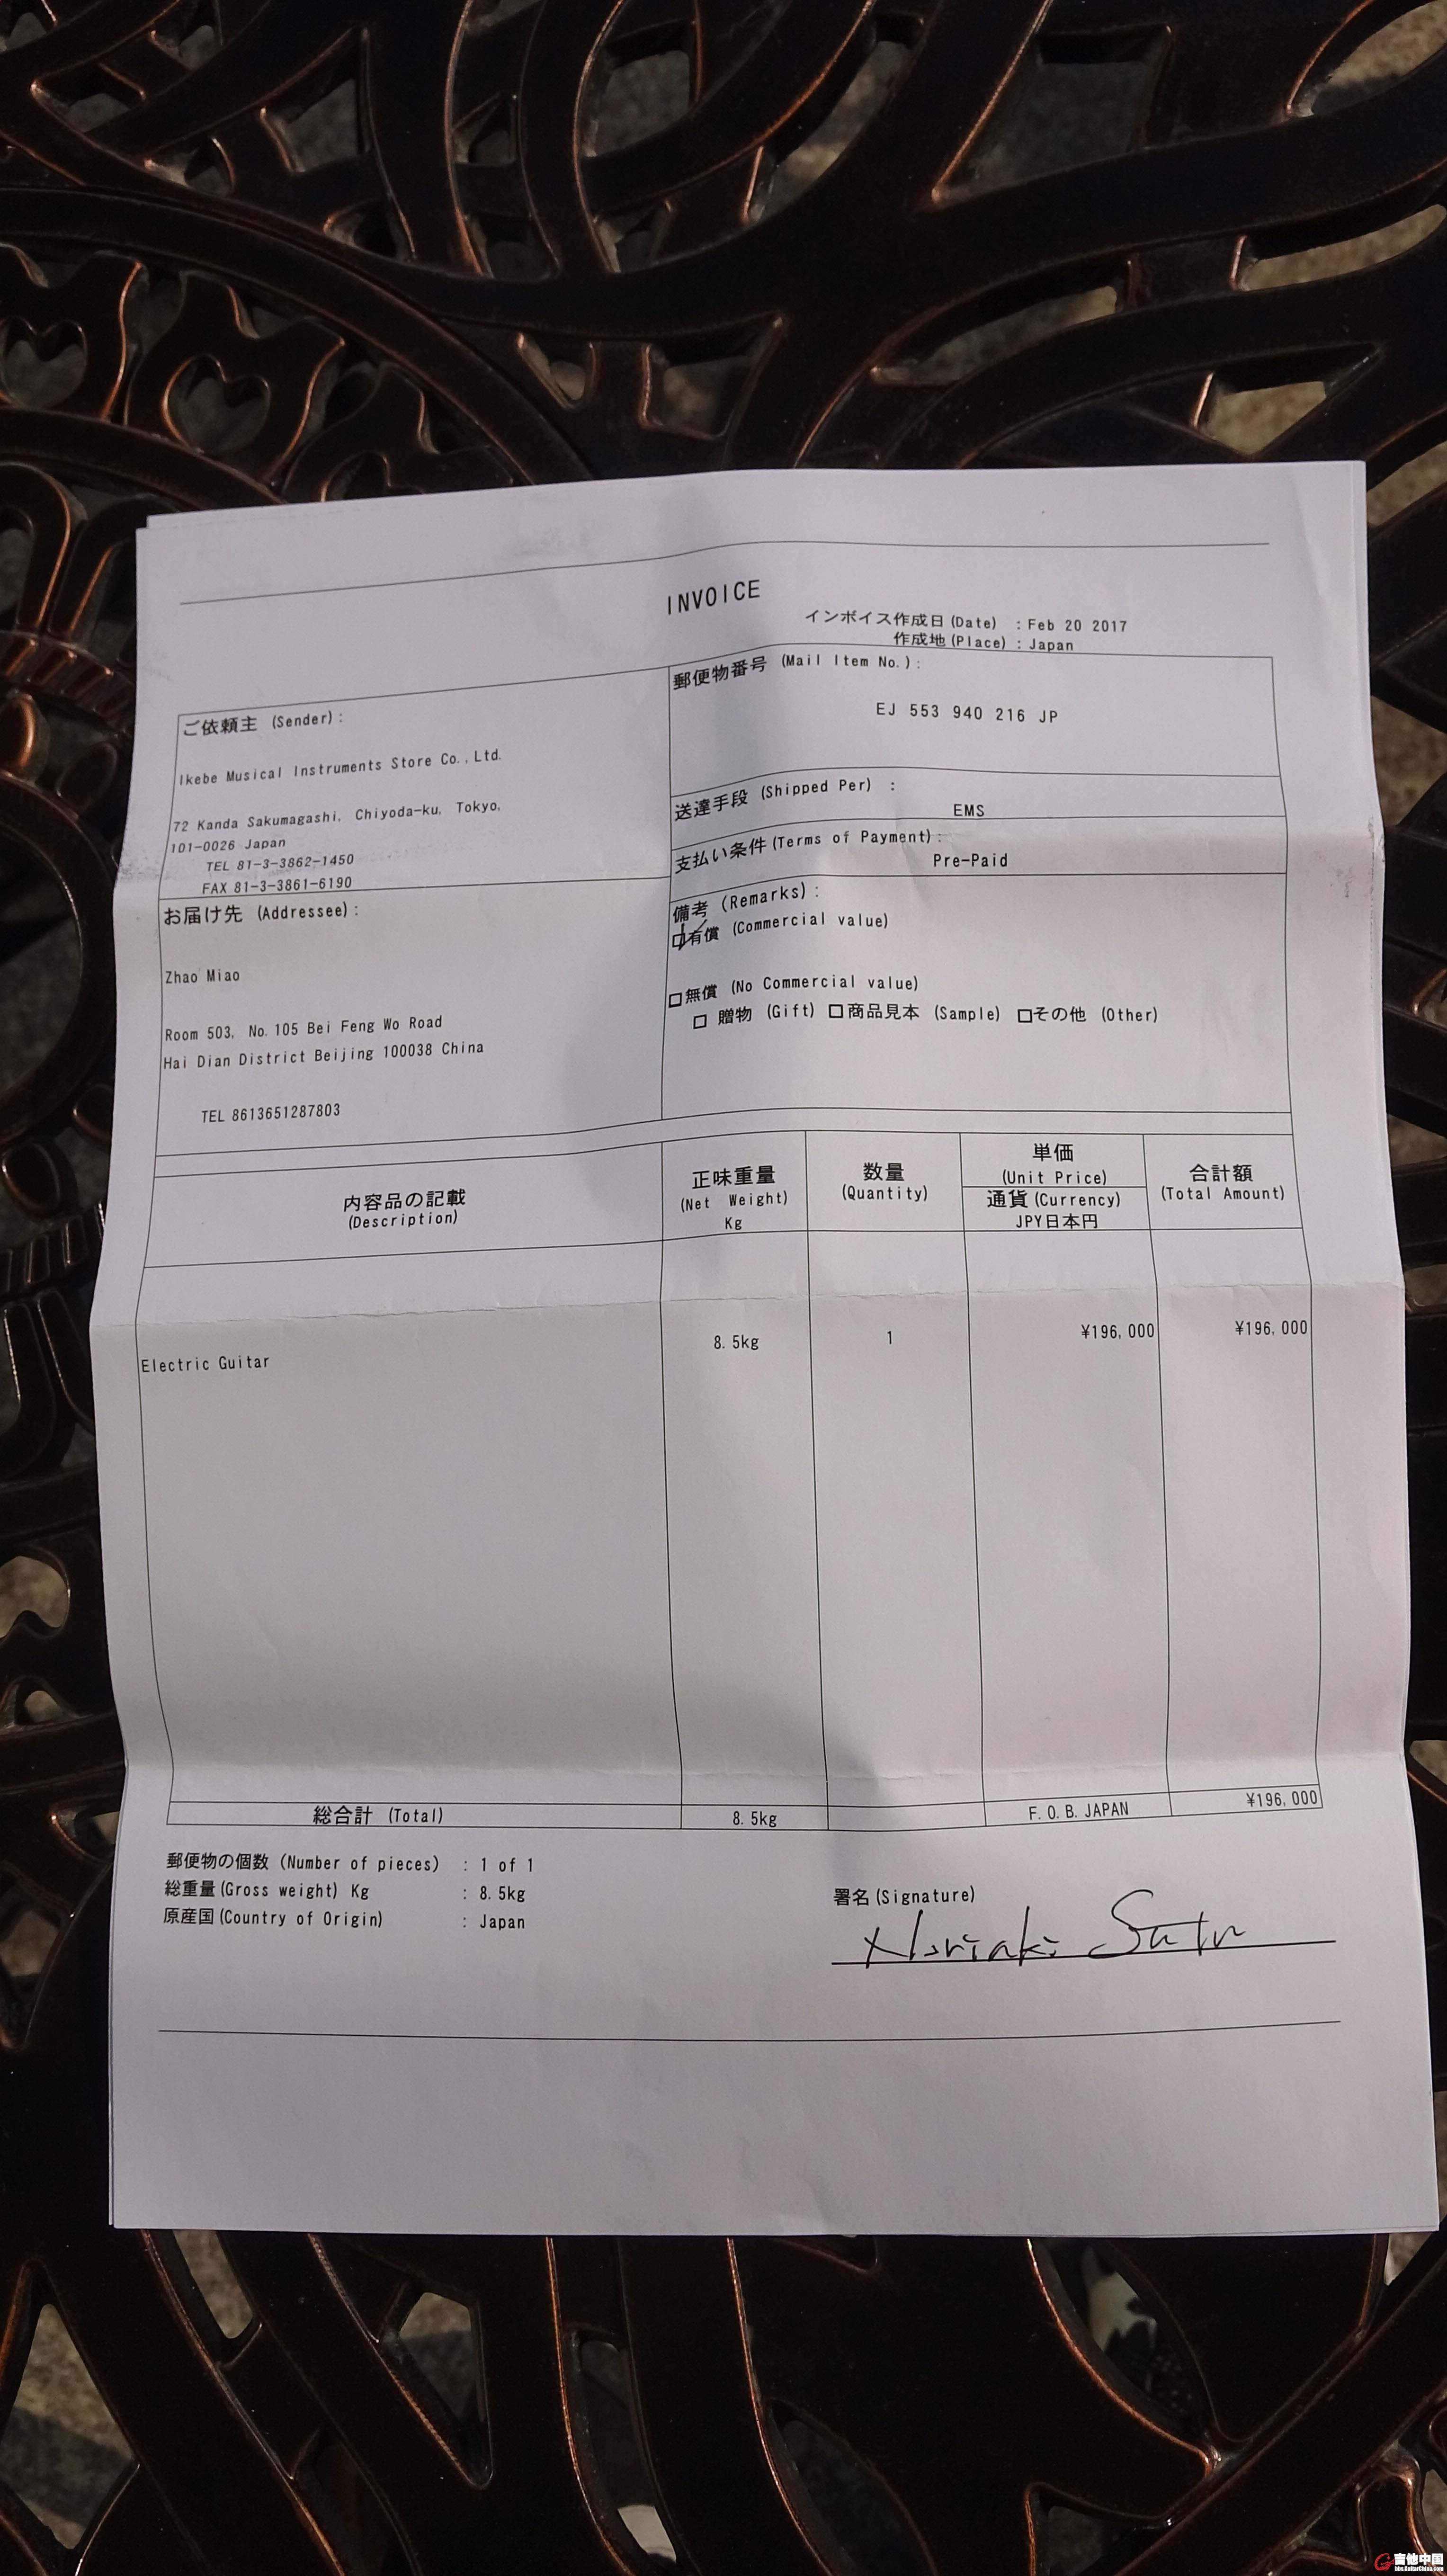 INVOICE
インボイス作成日(Date) : Feb 20 2017
作成地(Place) : Japan
ご依頼主 (Sender) :
Ikebe Musical Instruments Store Co.,Ltd.
72 Kanda Sakumagashi, Chiyoda-ku, Tokyo,
101-0026 Japan
TEL 81-3-3862-1450
FAX 81-3-3861-6190
郵便物番号 (Mail Item No.) :
EJ 553 940 216 JP
送達手段 (Shipped Per) :
EMS
支払い条件(Terms of Payment) :
Pre-Paid
お届け先 (Addressee) :
Zhao Miao
Room 503, No.105 Bei Feng Wo Road
Hai Dian District Beijing 100038 China
TEL 8613651287803
備考 (Remarks) :
有償 (Commercial value)
□無償 (No Commercial value)
□ 贈物 (Gift) □商品見本 (Sample) □その他 (Other)
内容品の記載
(Description)
正味重量
(Net Weight)
Kg
数量
(Quantity)
単価
(Unit Price)
通貨(Currency)
JPY日本円
合計額
(Total Amount)
Electric Guitar 8.5kg 1 ¥196,000 ¥196,000
総合計 (Total) 8.5kg F.O.B. JAPAN ¥196,000
郵便物の個数 (Number of pieces) : 1 of 1
総重量(Gross weight) Kg : 8.5kg
原産国(Country of Origin) : Japan
署名(Signature)
Noriaki Sato
吉他中国
bbs.GuitarChina.com